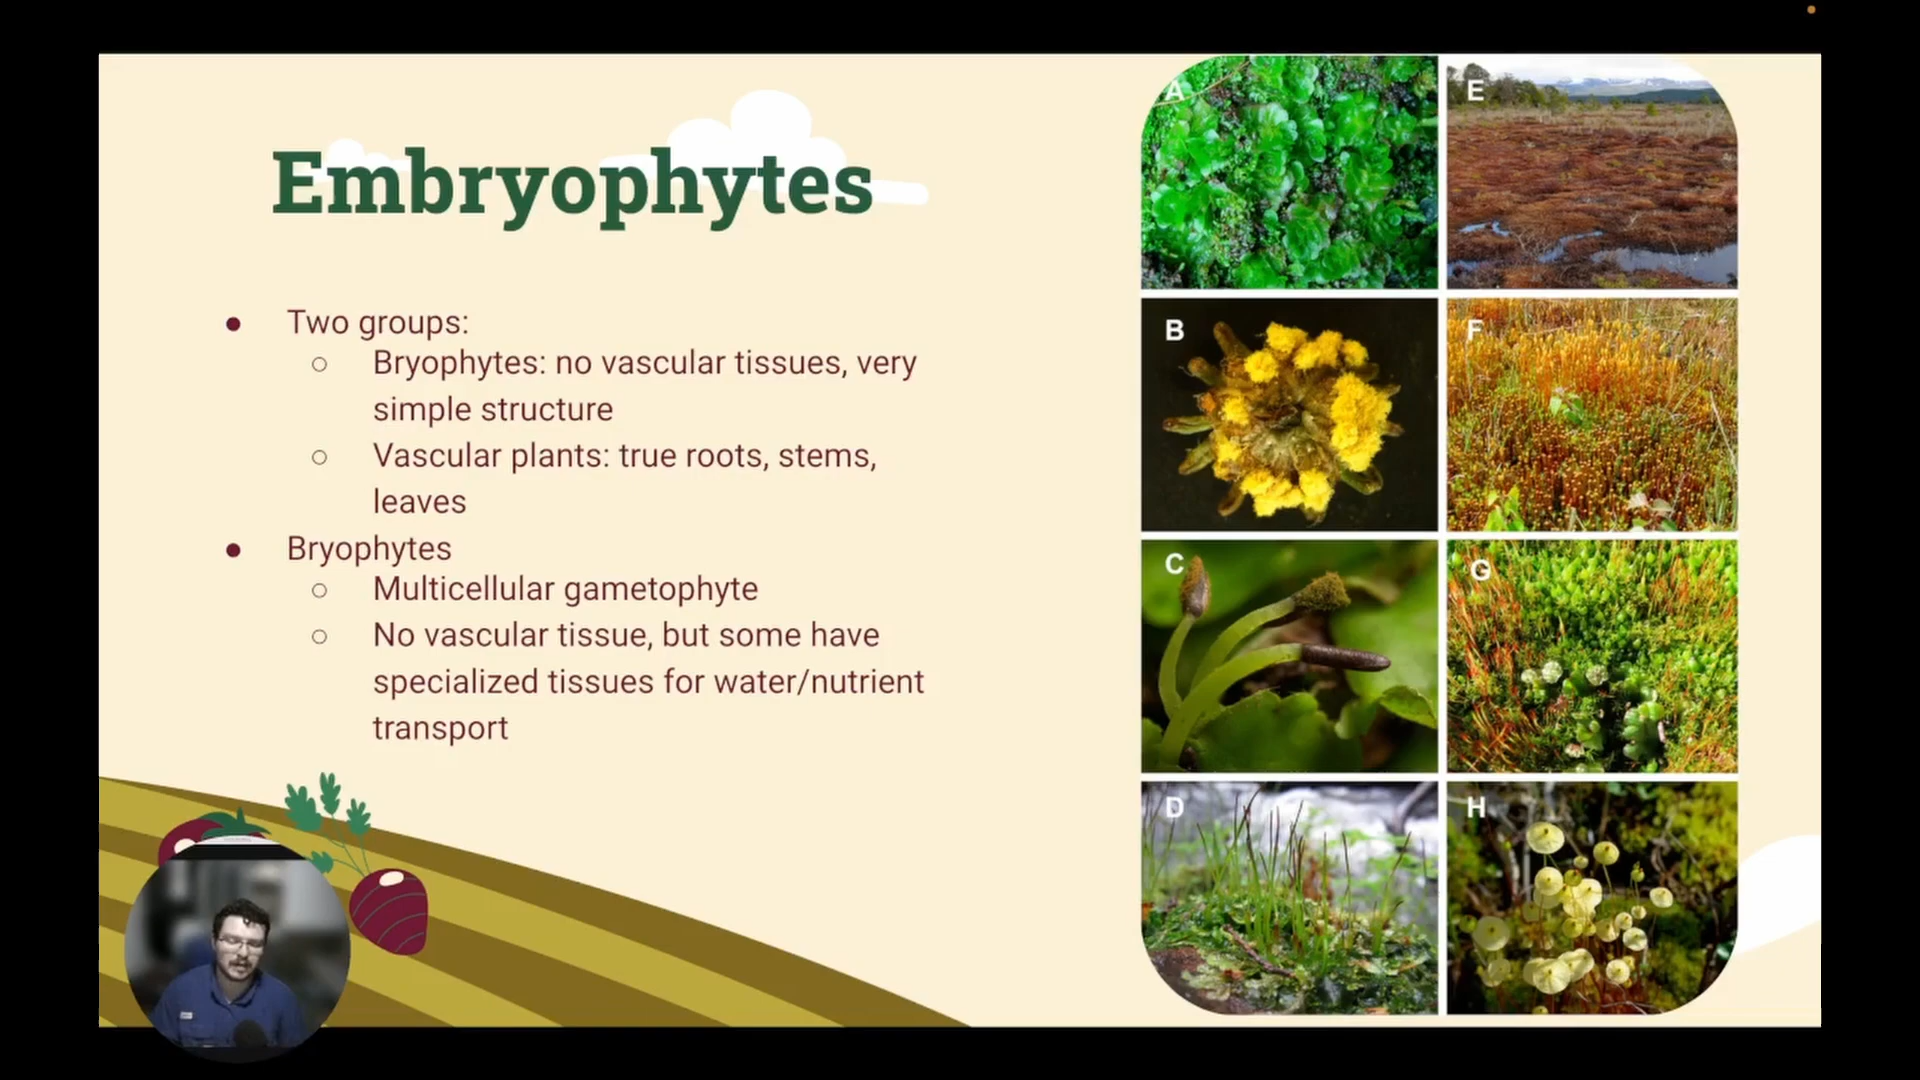 Embryophytes
Two groups:
Bryophytes: no vascular tissues, very
simple structure
Vascular plants: true roots, stems,
leaves
Bryophytes
Multicellular gametophyte
No vascular tissue, but some have
specialized tissues for water/nutrient
transport
A
E
B
F
C
G
D
H